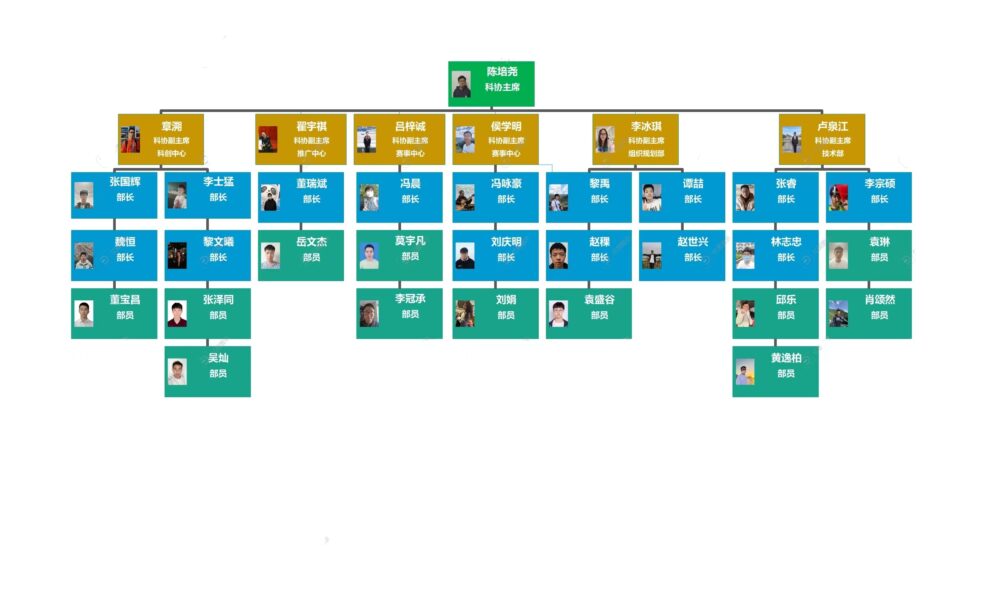 陈培尧
科协主席
章溯
科协副主席
科创中心
翟宇祺
科协副主席
推广中心
吕梓诚
科协副主席
赛事中心
侯学明
科协副主席
赛事中心
李冰琪
科协副主席
组织规划部
卢泉江
科协副主席
技术部
张国辉
部长
李士猛
部长
董瑞斌
部长
冯晨
部长
冯咏豪
部长
黎禹
部长
谭喆
部长
张睿
部长
李宗硕
部长
魏恒
部长
黎文曦
部长
岳文杰
部员
莫宇凡
部员
刘庆明
部长
赵稞
部长
赵世兴
部长
林志忠
部长
袁琳
部员
董宝昌
部员
张泽同
部员
李冠承
部员
刘娟
部员
袁盛谷
部员
邱乐
部员
肖颂然
部员
吴灿
部员
黄逸柏
部员